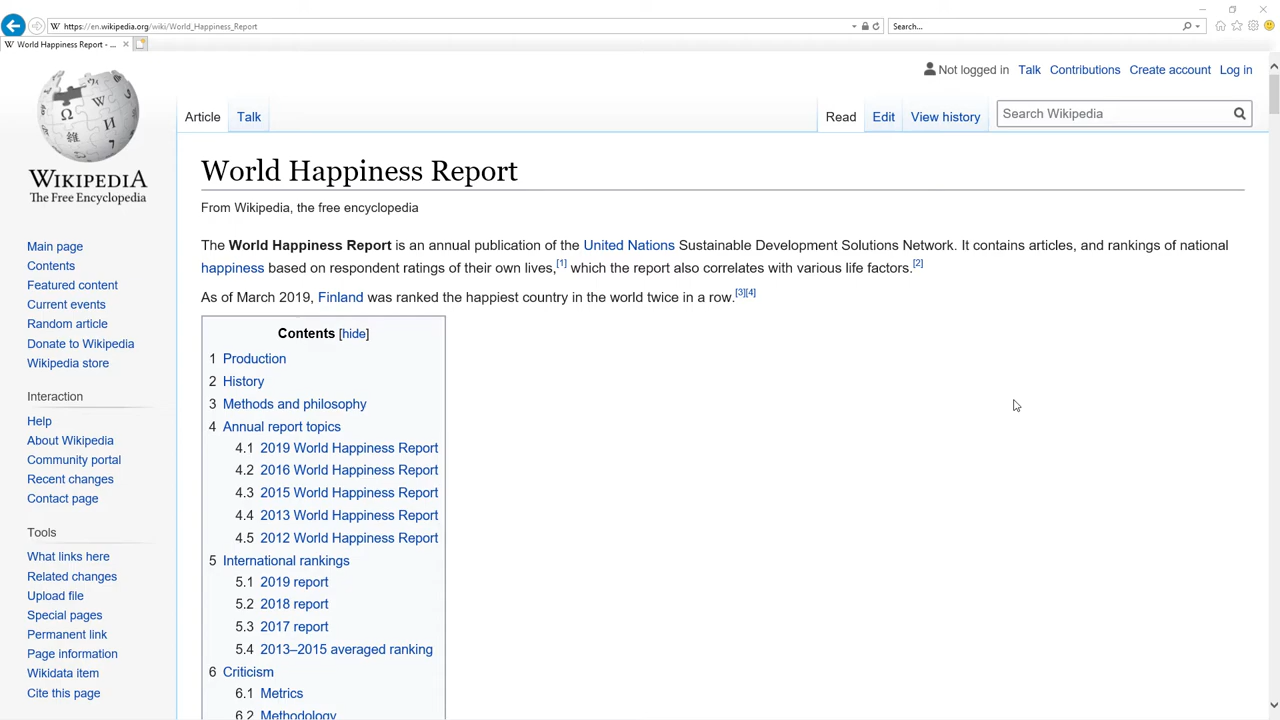 https://en.wikipedia.org/wiki/World_Happiness_Report
Search...
World Happiness Report - ...
Not logged in Talk Contributions Create account Log in
Article Talk Read Edit View history Search Wikipedia
WIKIPEDIA
The Free Encyclopedia
Main page
Contents
Featured content
Current events
Random article
Donate to Wikipedia
Wikipedia store
Interaction
Help
About Wikipedia
Community portal
Recent changes
Contact page
Tools
What links here
Related changes
Upload file
Special pages
Permanent link
Page information
Wikidata item
Cite this page
World Happiness Report
From Wikipedia, the free encyclopedia
The World Happiness Report is an annual publication of the United Nations Sustainable Development Solutions Network. It contains articles, and rankings of national
happiness based on respondent ratings of their own lives,[1] which the report also correlates with various life factors.[2]
As of March 2019, Finland was ranked the happiest country in the world twice in a row.[3][4]
Contents [hide]
1 Production
2 History
3 Methods and philosophy
4 Annual report topics
4.1 2019 World Happiness Report
4.2 2016 World Happiness Report
4.3 2015 World Happiness Report
4.4 2013 World Happiness Report
4.5 2012 World Happiness Report
5 International rankings
5.1 2019 report
5.2 2018 report
5.3 2017 report
5.4 2013–2015 averaged ranking
6 Criticism
6.1 Metrics
6.2 Methodology